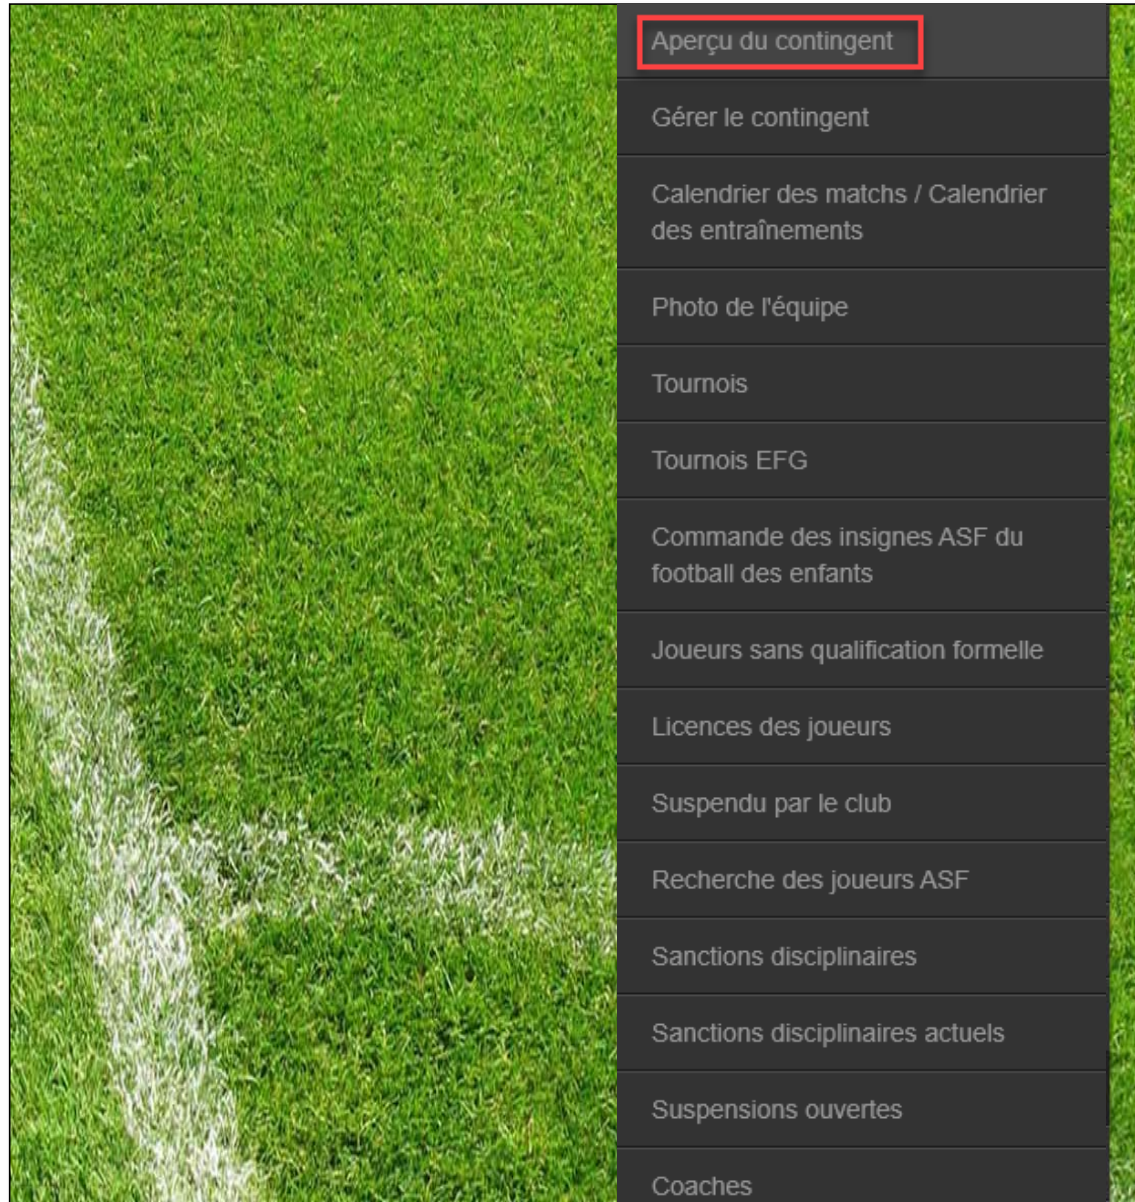 Aperçu du contingent
Gérer le contingent
Calendrier des matchs / Calendrier
des entraînements
Photo de l'équipe
Tournois
Tournois EFG
Commande des insignes ASF du
football des enfants
Joueurs sans qualification formelle
Licences des joueurs
Suspendu par le club
Recherche des joueurs ASF
Sanctions disciplinaires
Sanctions disciplinaires actuels
Suspensions ouvertes
Coaches